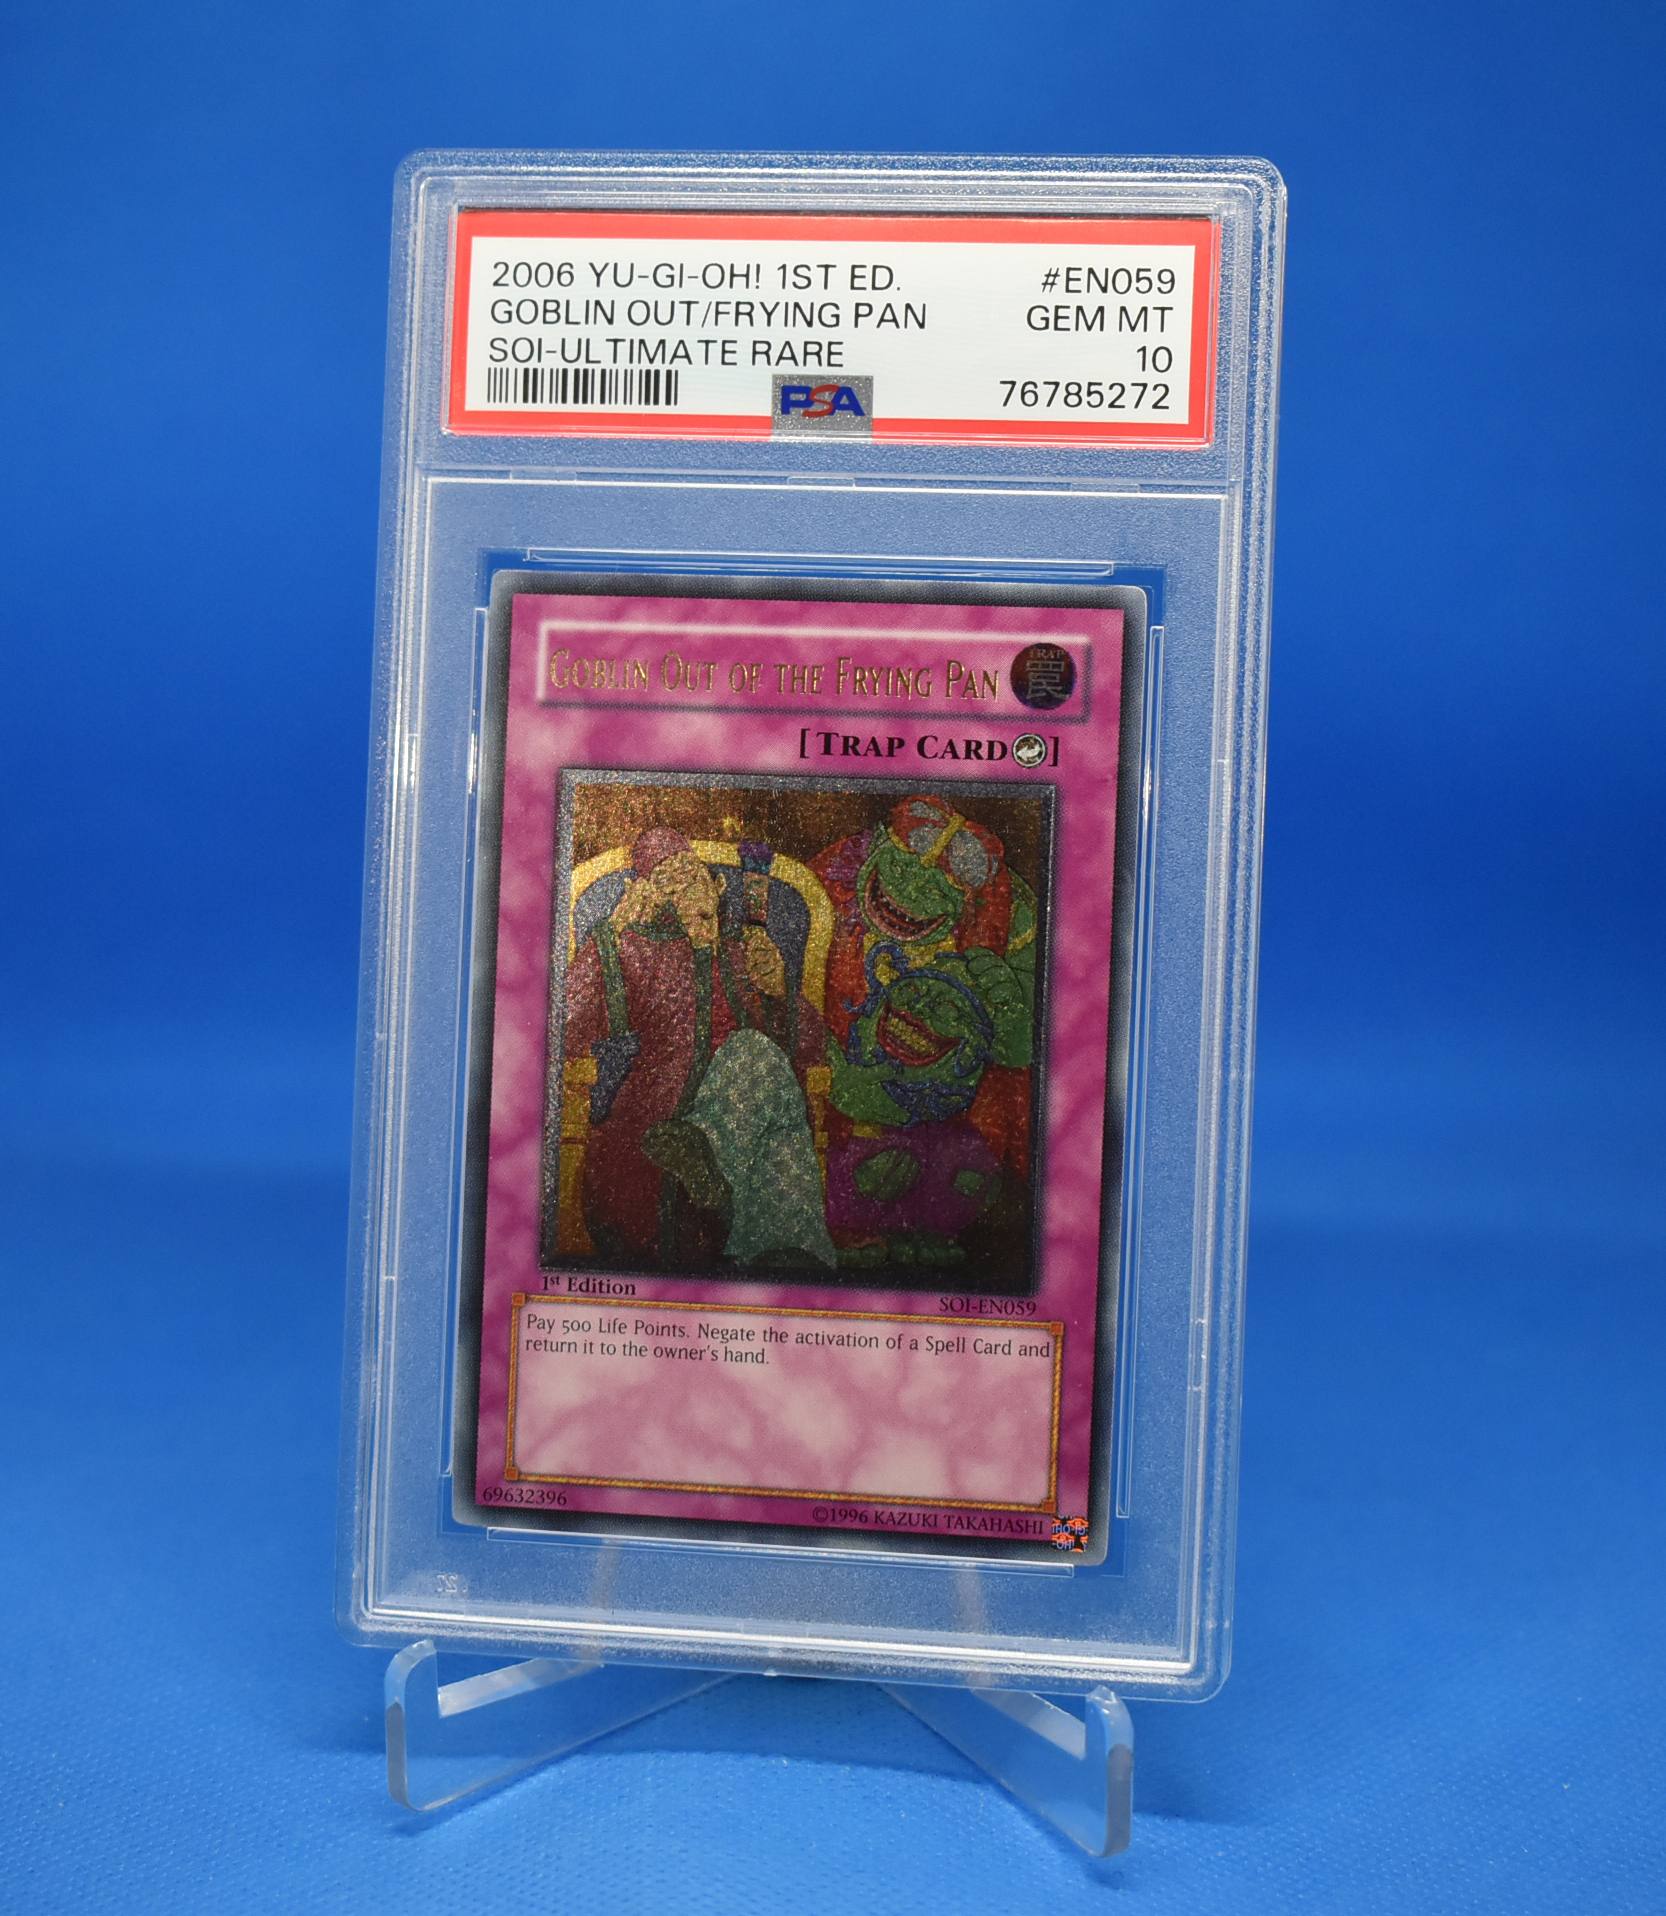 2006 YU-GI-OH! 1ST ED. #EN059
GOBLIN OUT/FRYING PAN GEM MT
SOI-ULTIMATE RARE 10
PSA 76785272
GOBLIN OUT OF THE FRYING PAN
TRAP
罠
[TRAP CARD]
1st Edition
SOI-EN059
Pay 500 Life Points. Negate the activation of a Spell Card and
return it to the owner's hand.
69632396
©1996 KAZUKI TAKAHASHI